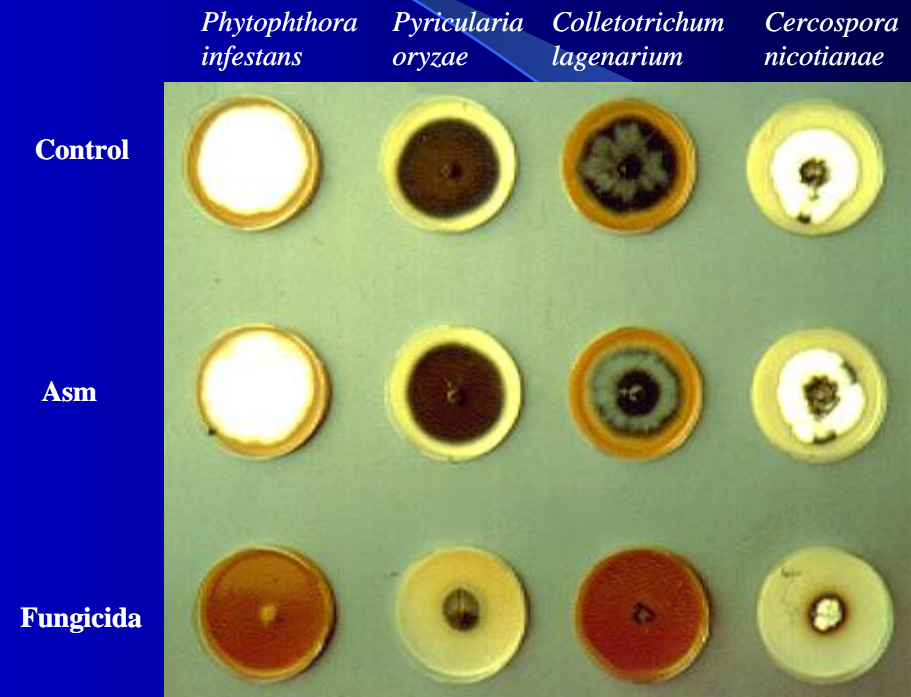 Phytophthora Pyricularia Colletotrichum Cercospora
infestans oryzae lagenarium nicotianae
Control
Asm
Fungicida